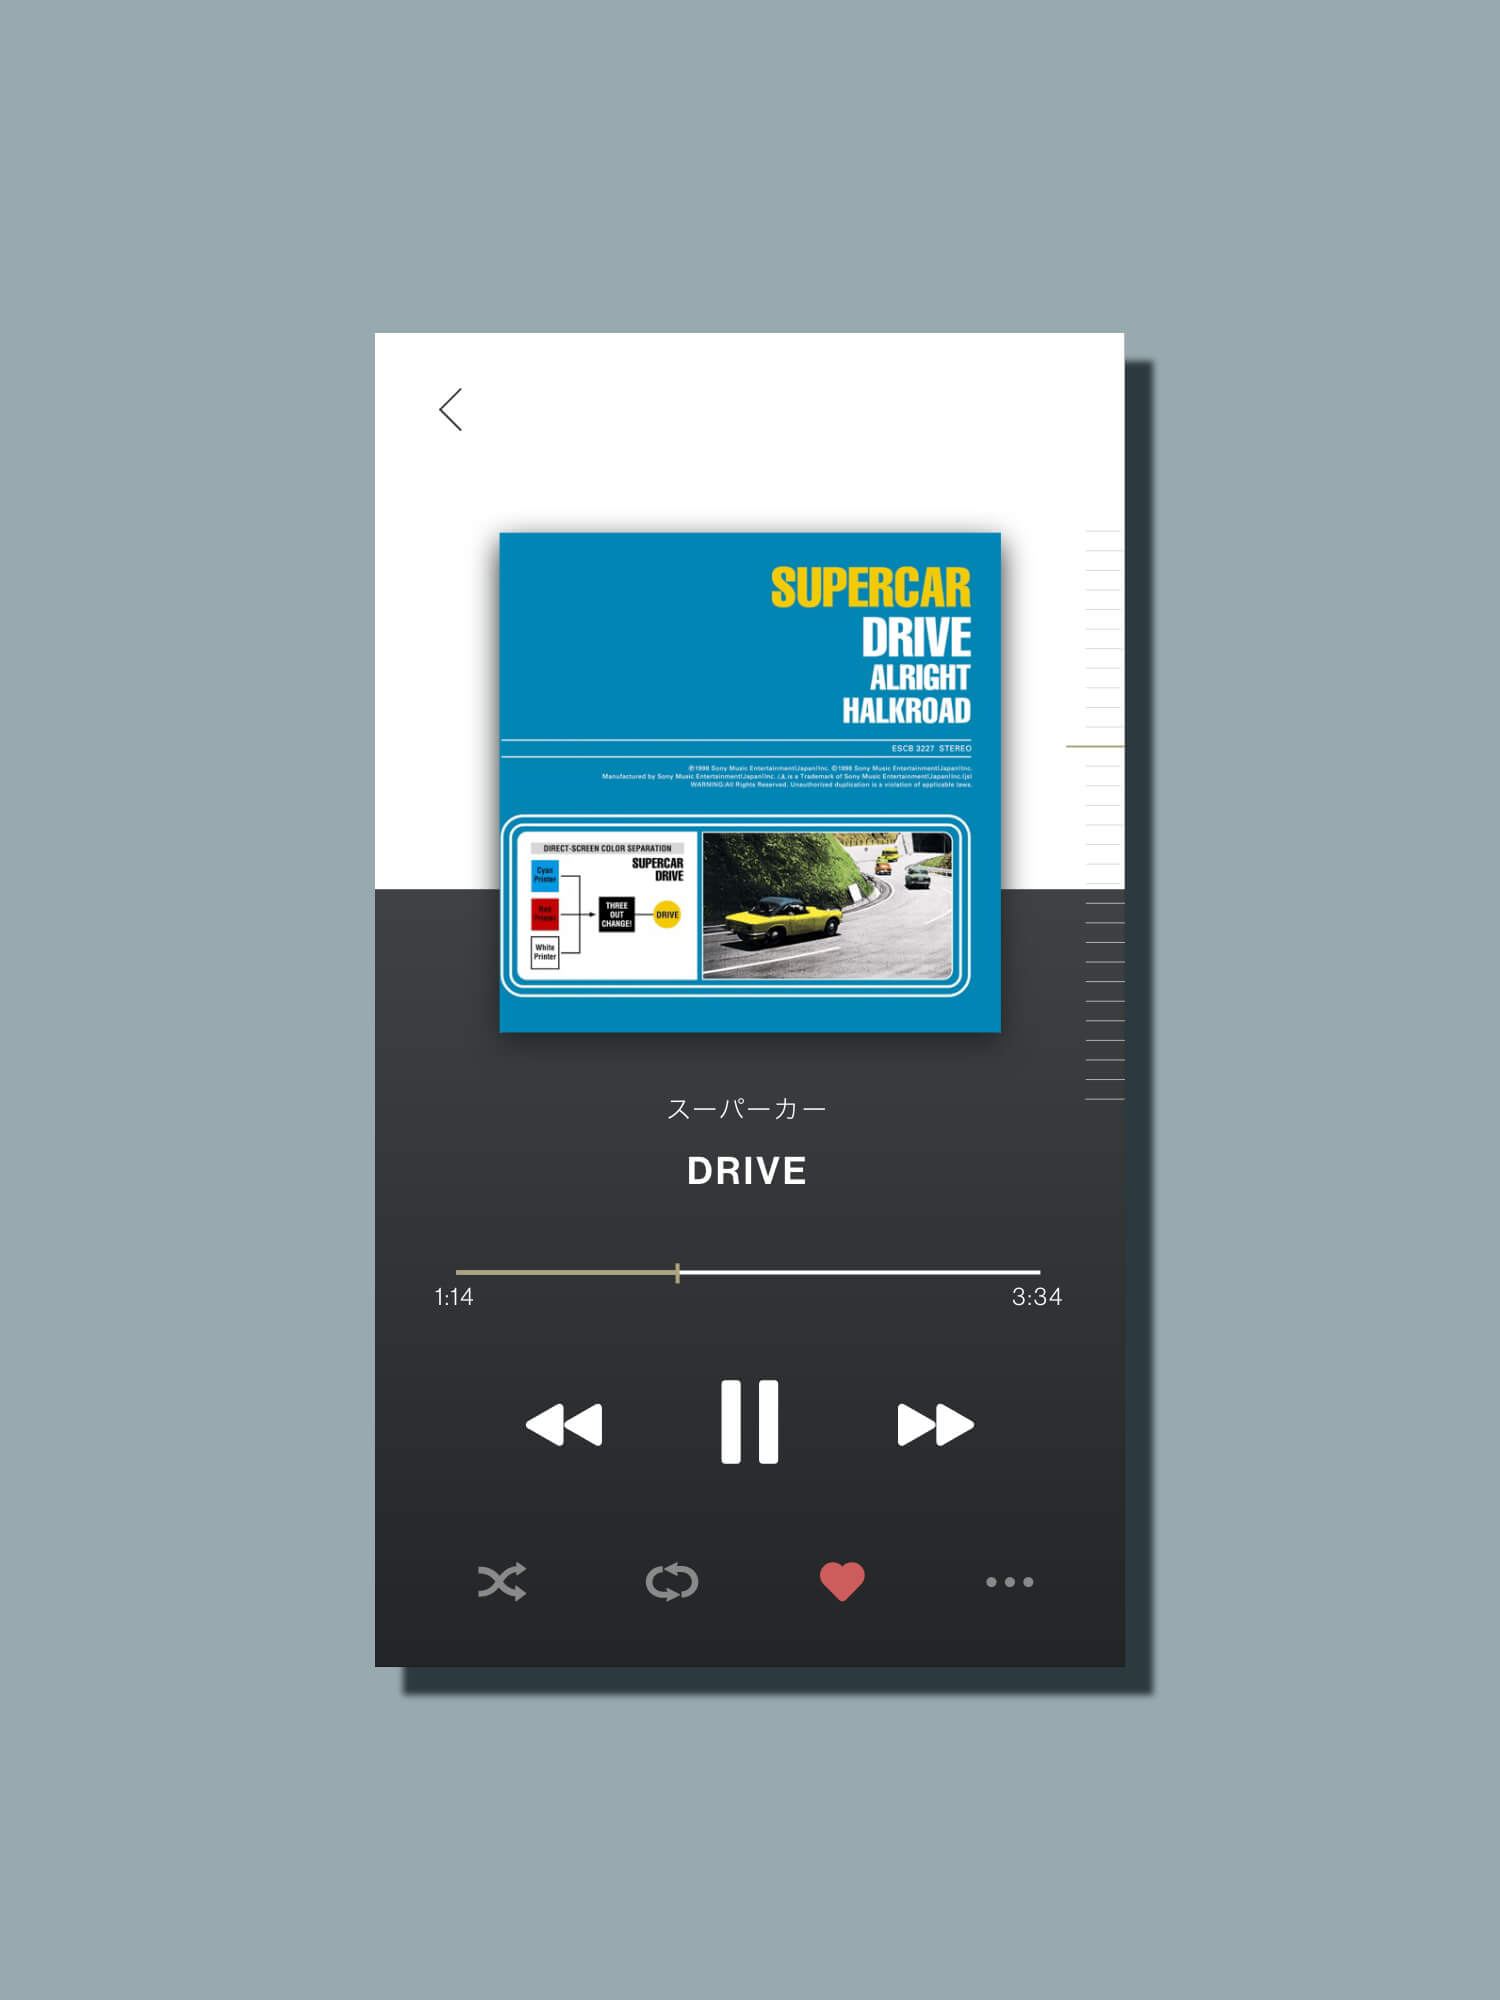 SUPERCAR
DRIVE
ALRIGHT
HALKROAD
ESCB 3227 STEREO
℗1998 Sony Music Entertainment(Japan)Inc. ©1998 Sony Music Entertainment(Japan)Inc.
Manufactured by Sony Music Entertainment(Japan)Inc. is a Trademark of Sony Music Entertainment(Japan)Inc.
WARNING:All Rights Reserved. Unauthorised duplication is a violation of applicable laws.
DIRECT-SCREEN COLOR SEPARATION
SUPERCAR
DRIVE
Cyan
Printer
Red
Printer
White
Printer
THREE
OUT
CHANGE!
DRIVE
スーパーカー
DRIVE
1:14
3:34